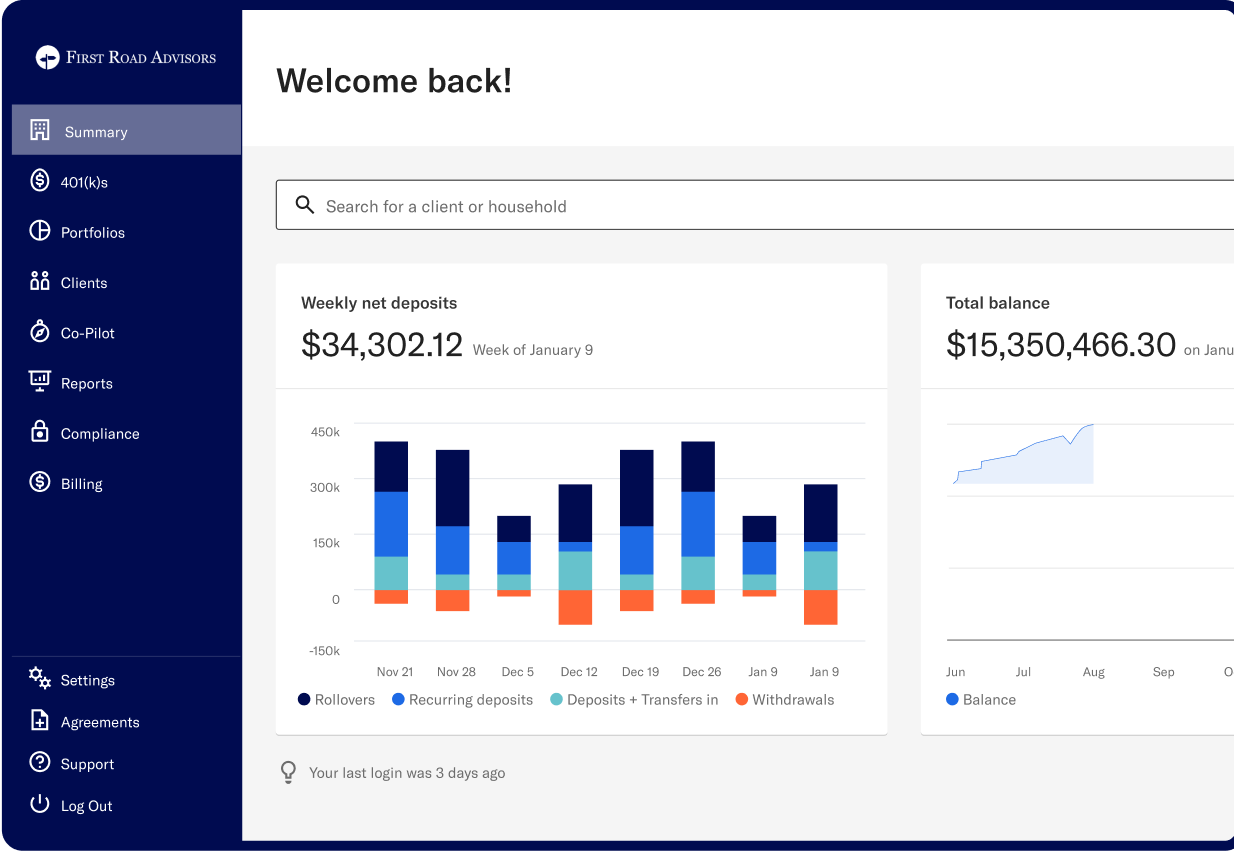 FIRST ROAD ADVISORS
Summary
401(k)s
Portfolios
Clients
Co-Pilot
Reports
Compliance
Billing
Settings
Agreements
Support
Log Out
Welcome back!
Search for a client or household
Weekly net deposits
$34,302.12 Week of January 9
450k
300k
150k
0
-150k
Nov 21 Nov 28 Dec 5 Dec 12 Dec 19 Dec 26 Jan 9 Jan 9
Rollovers Recurring deposits Deposits + Transfers in Withdrawals
Total balance
$15,350,466.30 on Janu
Jun Jul Aug Sep O
Balance
Your last login was 3 days ago